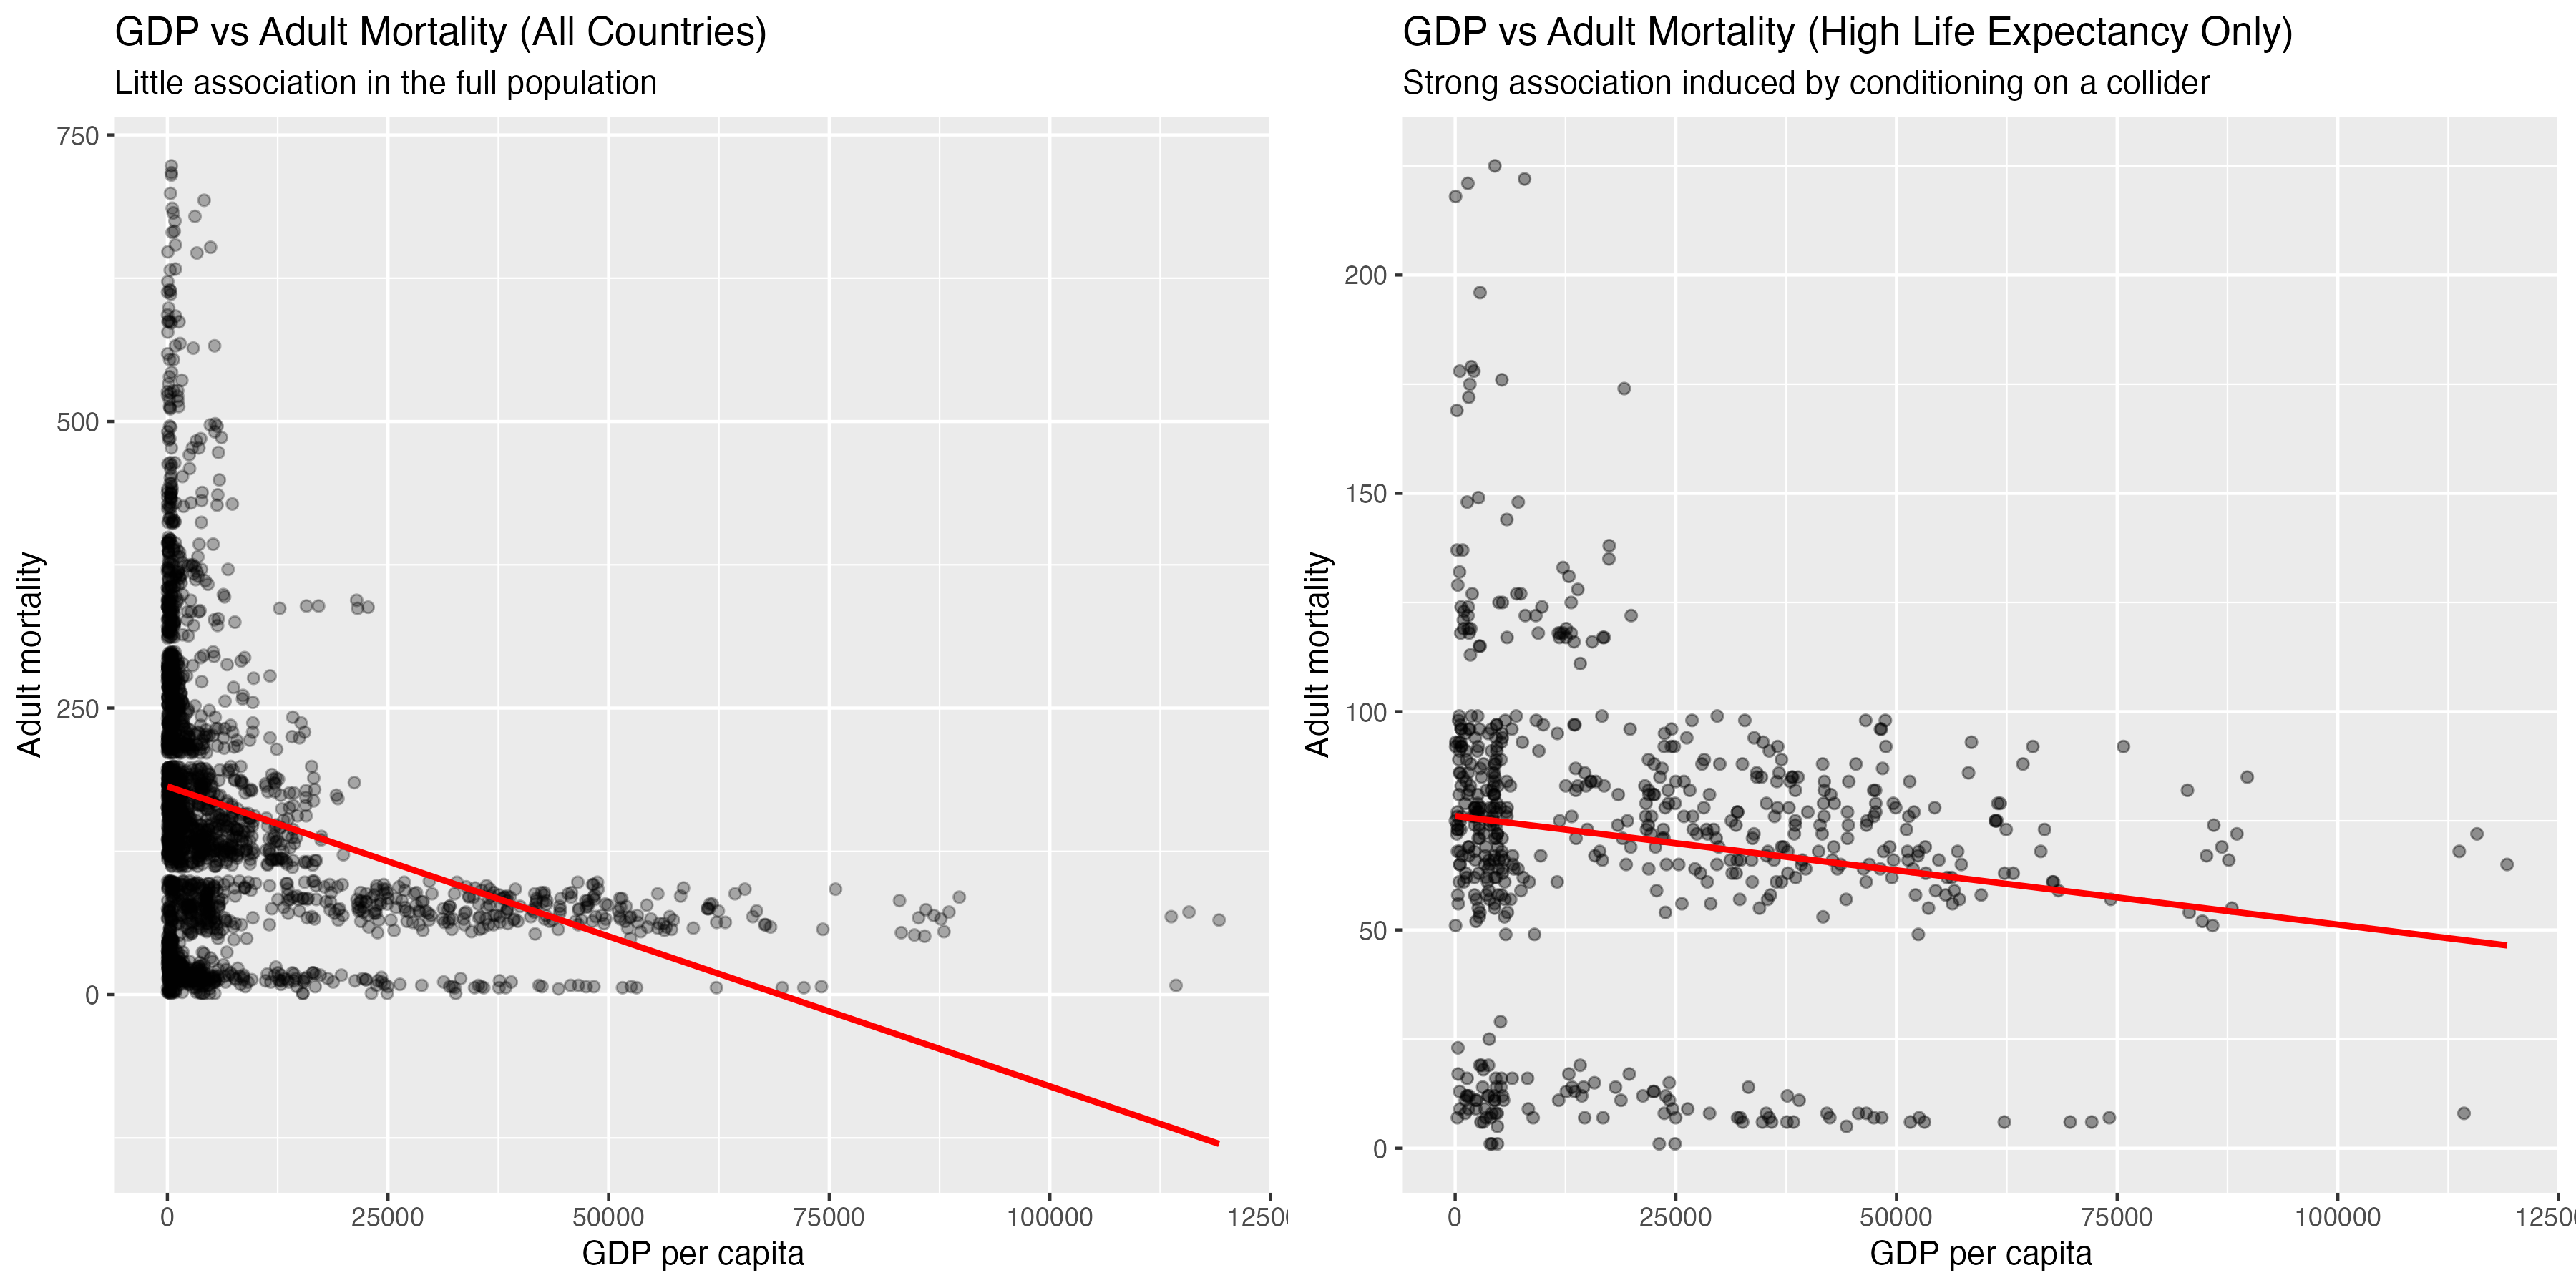 GDP vs Adult Mortality (All Countries)
Little association in the full population
750
500
250
0
Adult mortality
0
25000
50000
75000
100000
GDP per capita
GDP vs Adult Mortality (High Life Expectancy Only)
Strong association induced by conditioning on a collider
200
150
100
50
0
Adult mortality
0
25000
50000
75000
100000
GDP per capita